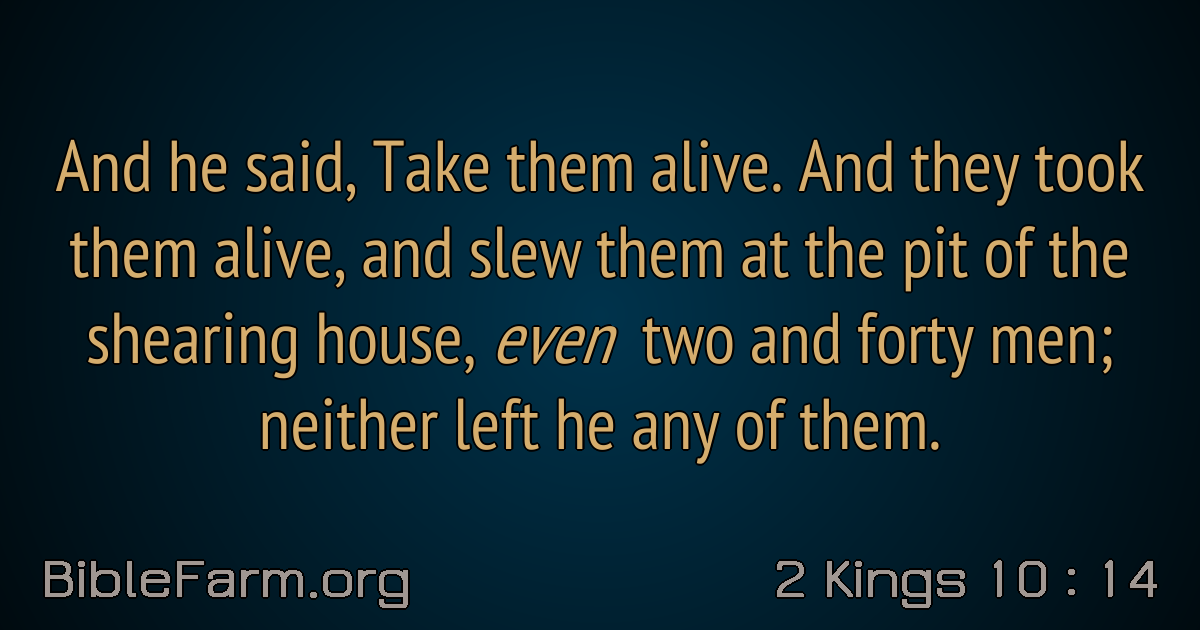 And he said, Take them alive. And they took
them alive, and slew them at the pit of the
shearing house, even two and forty men;
neither left he any of them.
BibleFarm.org
2 Kings 10 : 14